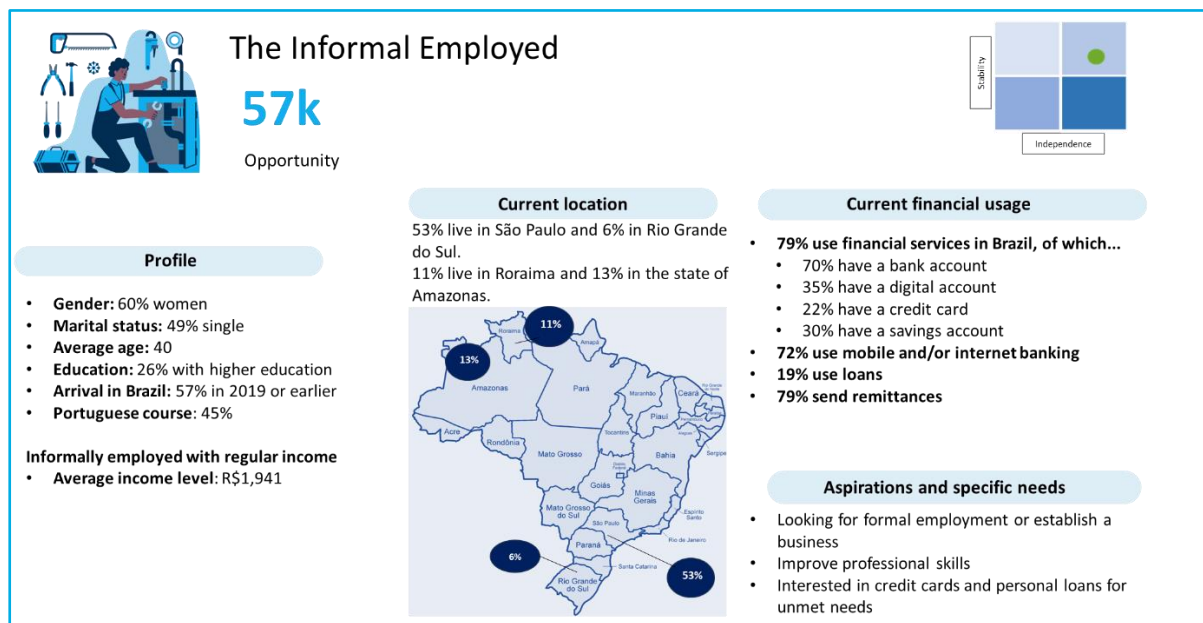 The Informal Employed
57k
Opportunity
Stability
Independence
Profile
• Gender: 60% women
• Marital status: 49% single
• Average age: 40
• Education: 26% with higher education
• Arrival in Brazil: 57% in 2019 or earlier
• Portuguese course: 45%
Informally employed with regular income
• Average income level: R$1,941
Current location
53% live in São Paulo and 6% in Rio Grande
do Sul.
11% live in Roraima and 13% in the state of
Amazonas.
11%
Roraima
Amapá
13%
Amazonas
Pará
Maranhão
Ceará
Rio Grande
do Norte
Piauí
Acre
Rondônia
Tocantins
Alagoas
Sergipe
Mato Grosso
Bahia
Goiás
Minas
Gerais
Mato Grosso
do Sul
Espírito
Santo
São Paulo
Rio de Janeiro
Paraná
6%
Santa Catarina
Rio Grande
do Sul
53%
Current financial usage
• 79% use financial services in Brazil, of which...
• 70% have a bank account
• 35% have a digital account
• 22% have a credit card
• 30% have a savings account
• 72% use mobile and/or internet banking
• 19% use loans
• 79% send remittances
Aspirations and specific needs
• Looking for formal employment or establish a
business
• Improve professional skills
• Interested in credit cards and personal loans for
unmet needs